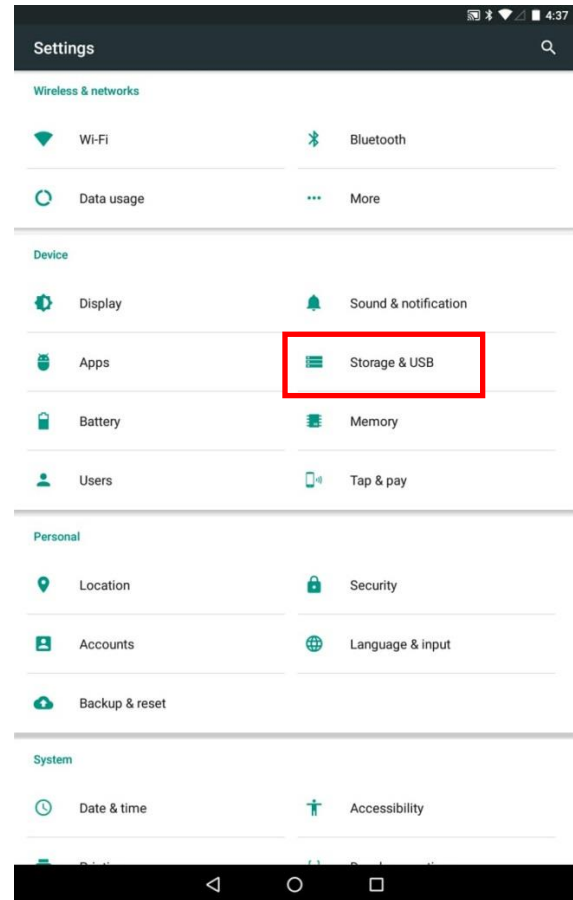 4:37
Settings
Wireless & networks
Wi-Fi Bluetooth
Data usage More
Device
Display Sound & notification
Apps Storage & USB
Battery Memory
Users Tap & pay
Personal
Location Security
Accounts Language & input
Backup & reset
System
Date & time Accessibility